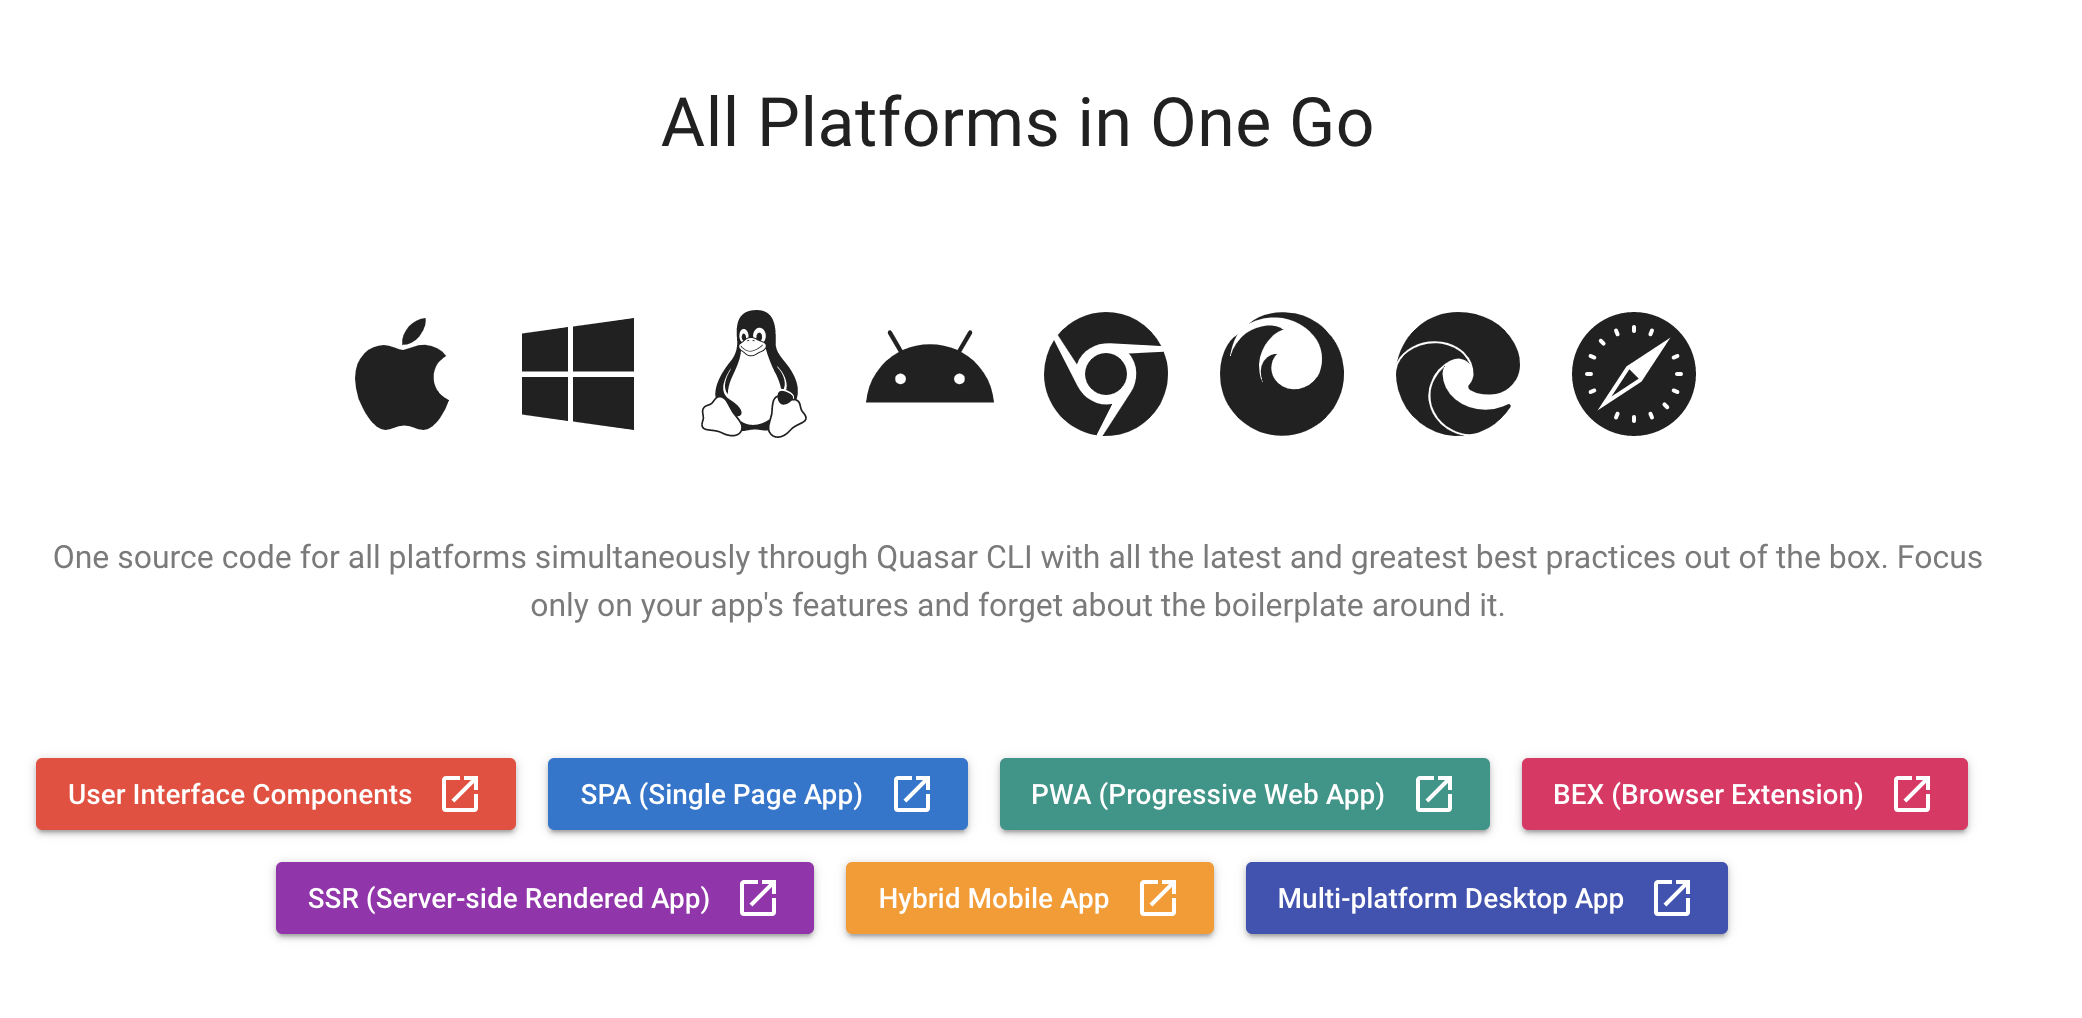 All Platforms in One Go
One source code for all platforms simultaneously through Quasar CLI with all the latest and greatest best practices out of the box. Focus
only on your app's features and forget about the boilerplate around it.
User Interface Components
SPA (Single Page App)
PWA (Progressive Web App)
BEX (Browser Extension)
SSR (Server-side Rendered App)
Hybrid Mobile App
Multi-platform Desktop App